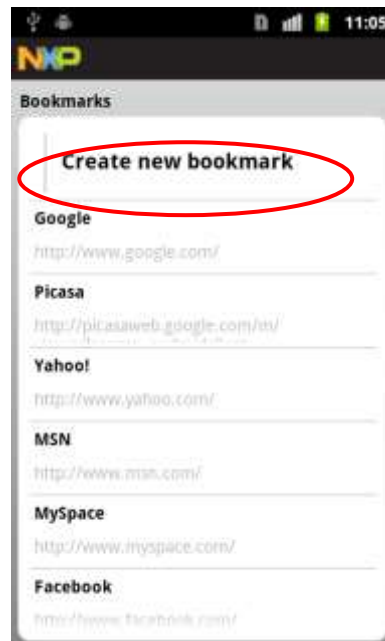 11:05
NXP
Bookmarks
Create new bookmark
Google
http://www.google.com/
Picasa
http://picasaweb.google.com/m/
Yahoo!
http://www.yahoo.com/
MSN
http://www.msn.com/
MySpace
http://www.myspace.com/
Facebook
http://www.facebook.com/